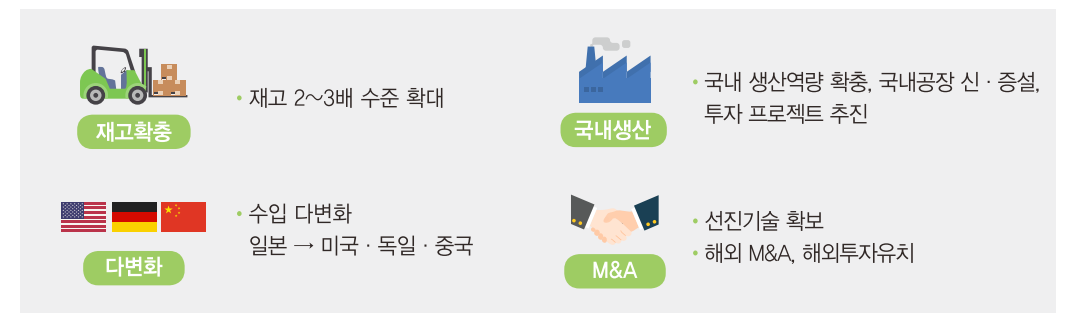 재고확충
• 재고 2～3배 수준 확대
국내생산
• 국내 생산역량 확충, 국내공장 신 · 증설,
투자 프로젝트 추진
다변화
• 수입 다변화
일본 → 미국 · 독일 · 중국
M&A
• 선진기술 확보
• 해외 M&A, 해외투자유치